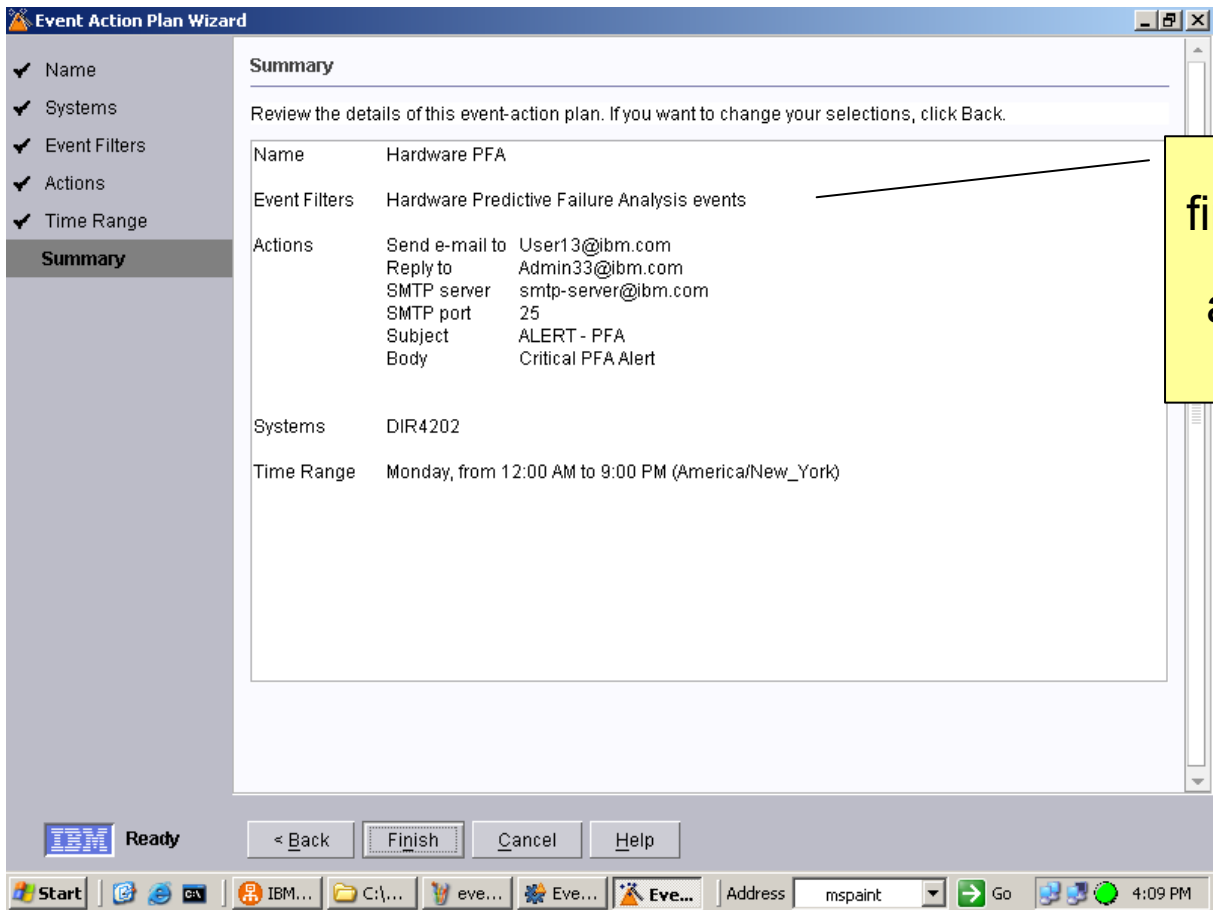 Event Action Plan Wizard
Name
Systems
Event Filters
Actions
Time Range
Summary
Summary
Review the details of this event-action plan. If you want to change your selections, click Back.
Name Hardware PFA
Event Filters Hardware Predictive Failure Analysis events
Actions Send e-mail to User13@ibm.com
Reply to Admin33@ibm.com
SMTP server smtp-server@ibm.com
SMTP port 25
Subject ALERT - PFA
Body Critical PFA Alert
Systems DIR4202
Time Range Monday, from 12:00 AM to 9:00 PM (America/New_York)
IBM Ready < Back Finish Cancel Help
Start IBM... C:\... eve... Eve... Eve... Address mspaint Go 4:09 PM